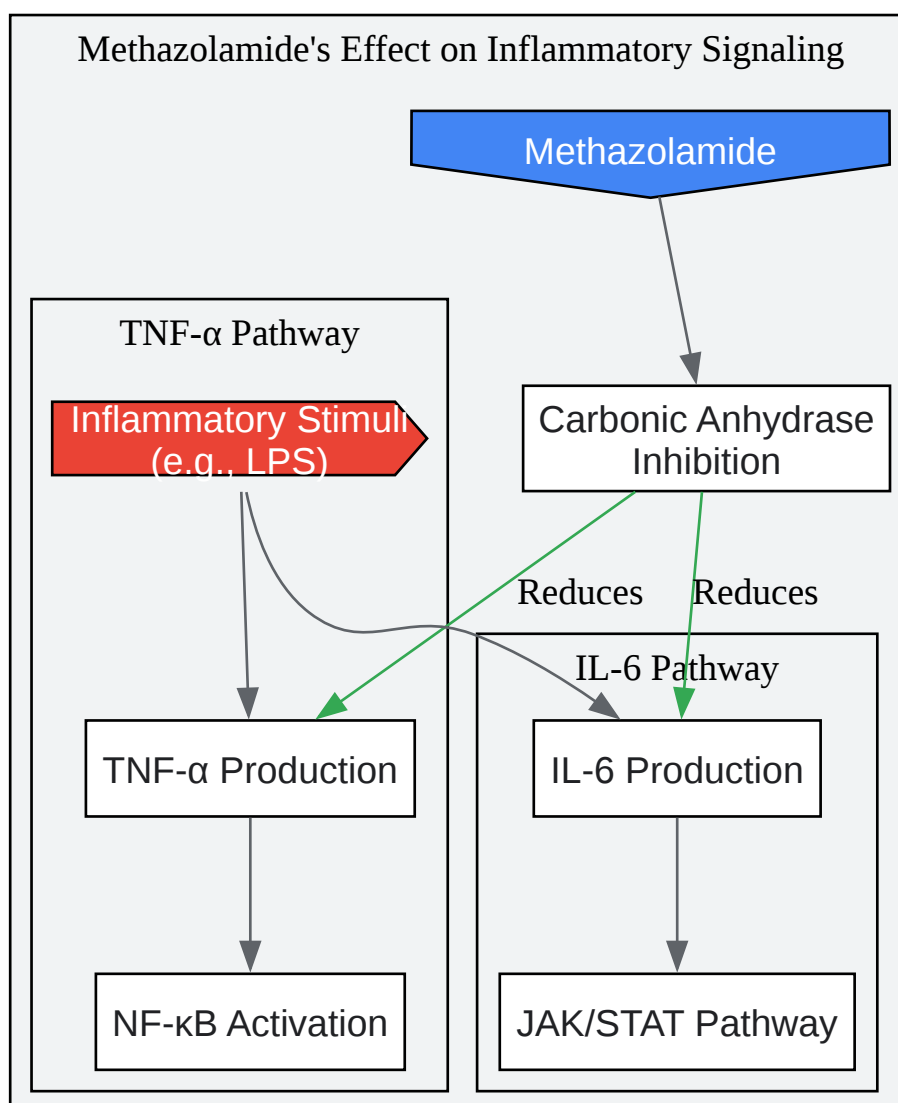 Methazolamide's Effect on Inflammatory Signaling
Methazolamide
TNF-α Pathway
Inflammatory Stimuli
(e.g., LPS)
Carbonic Anhydrase
Inhibition
Reduces
Reduces
IL-6 Pathway
TNF-α Production
IL-6 Production
NF-κB Activation
JAK/STAT Pathway